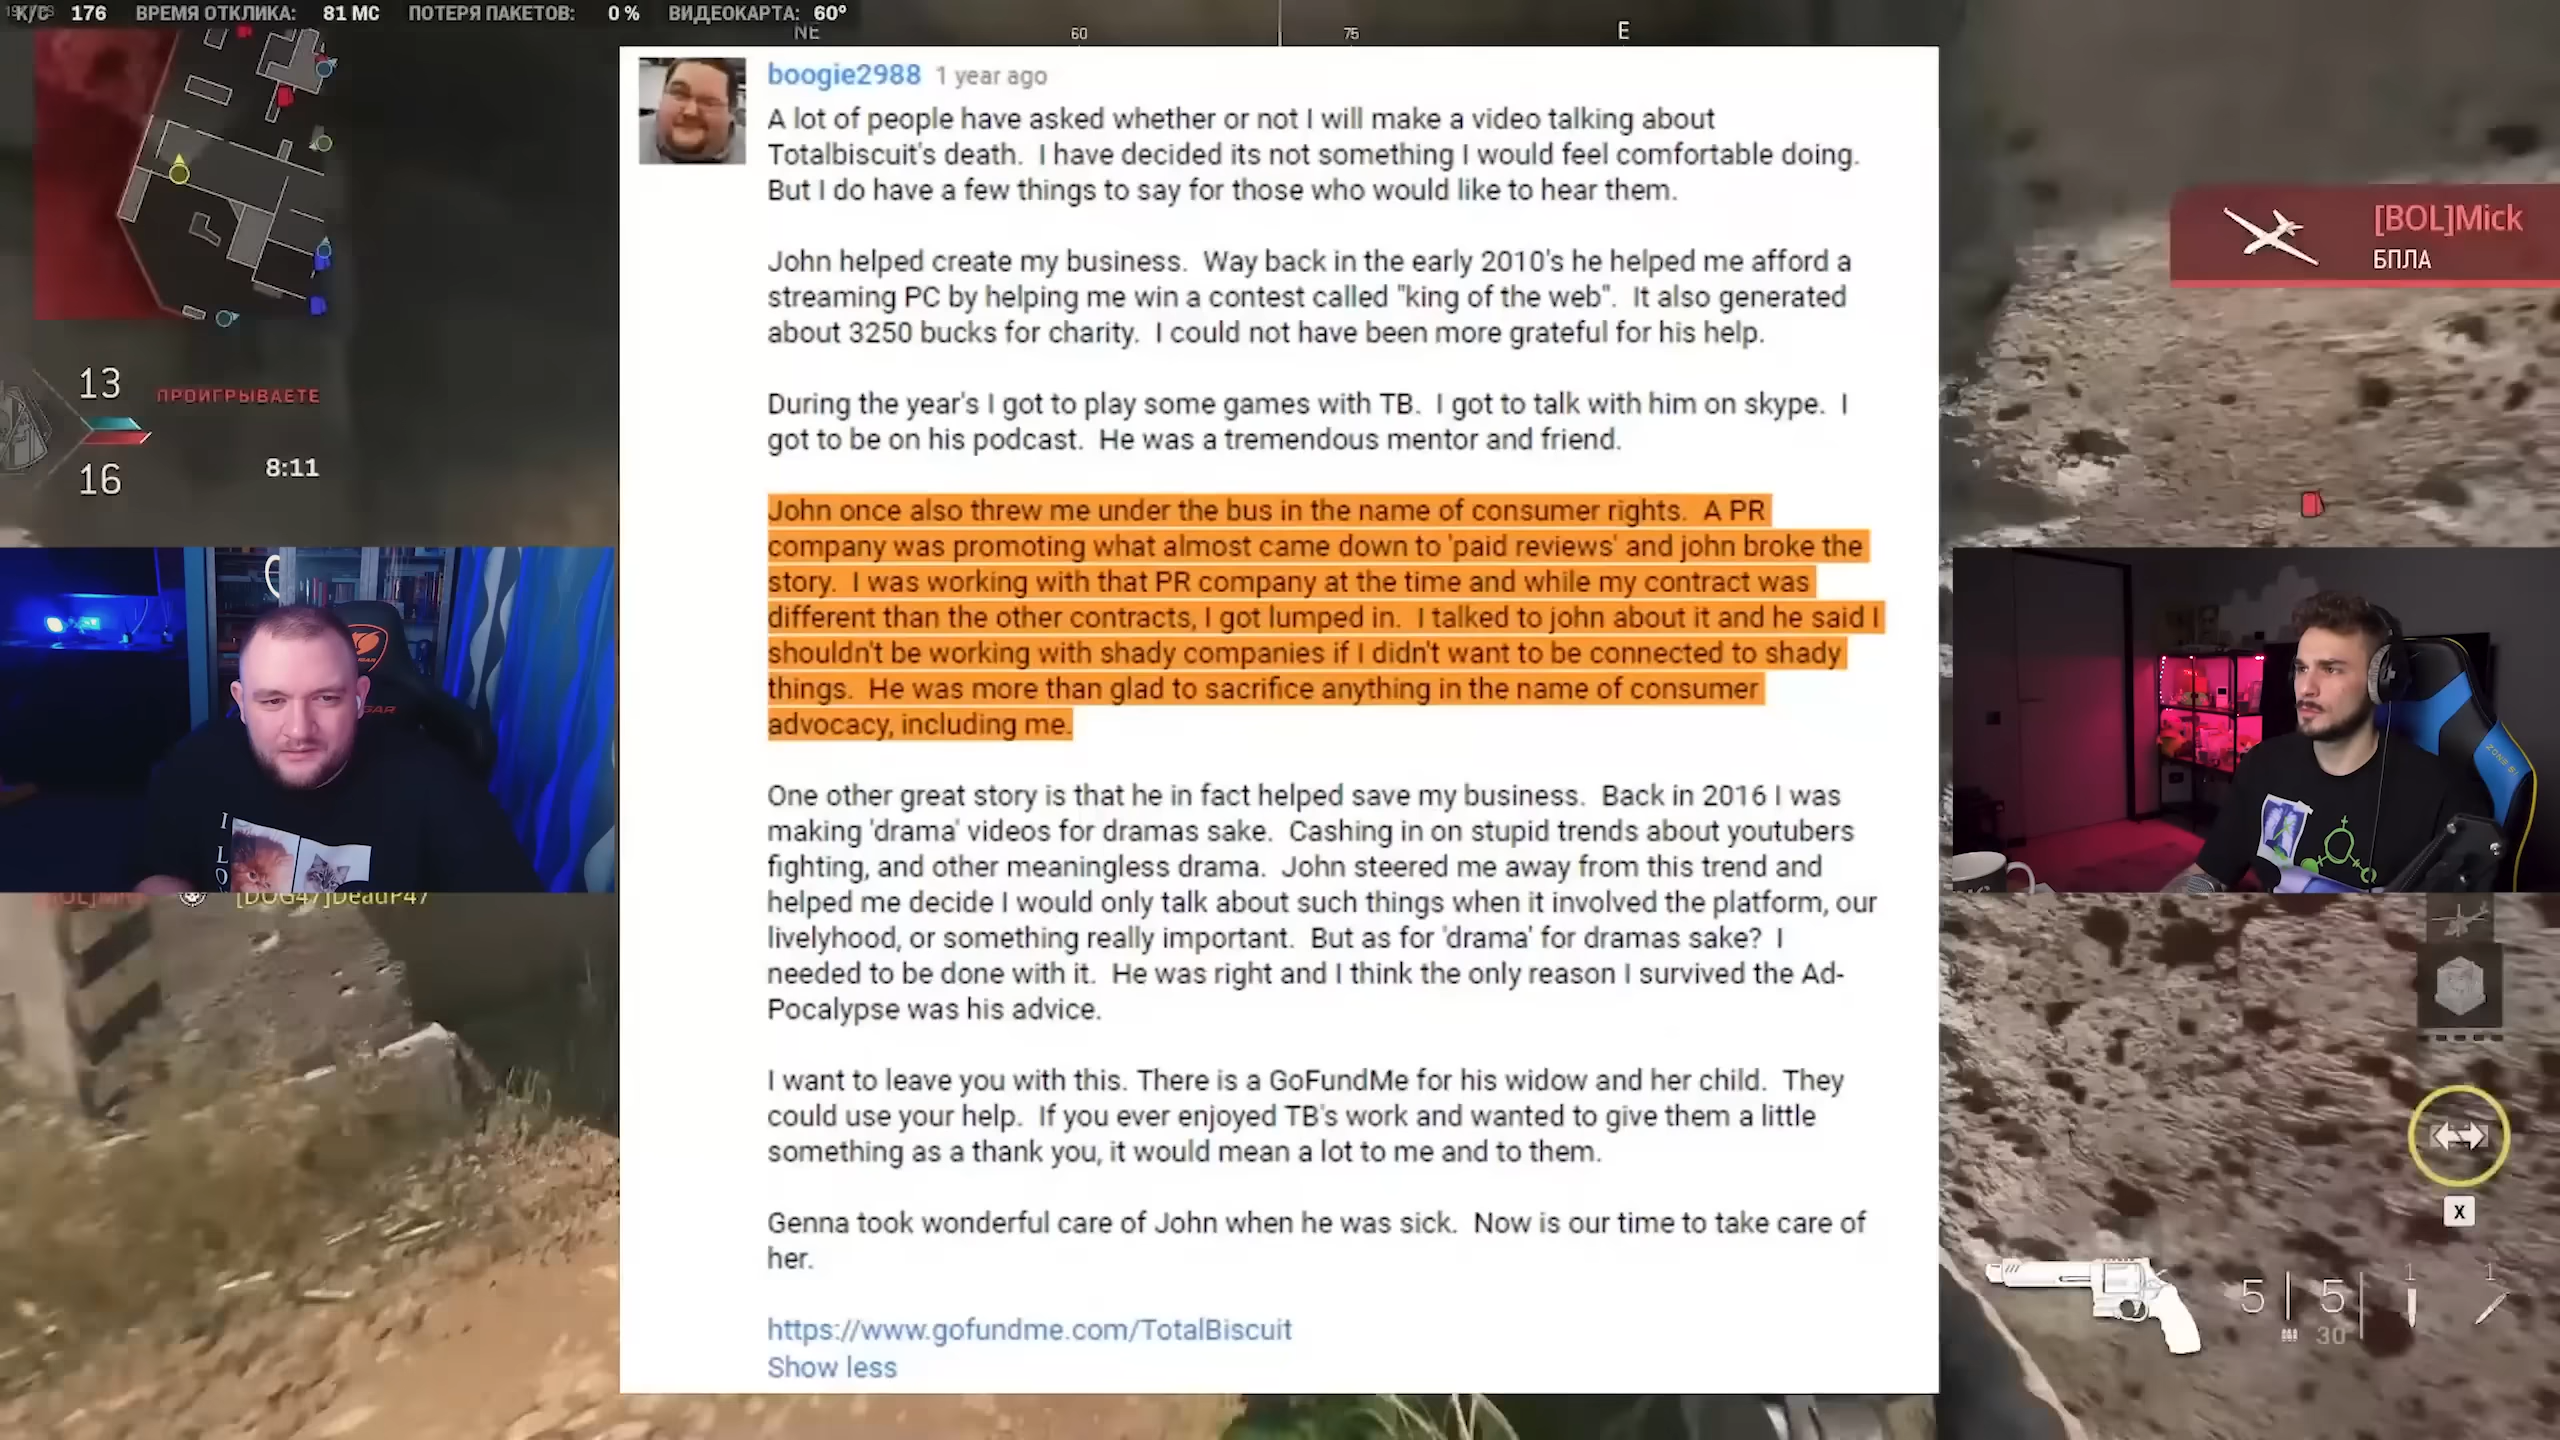 К/С 176 ВРЕМЯ ОТКЛИКА: 81 МС ПОТЕРЯ ПАКЕТОВ: 0 % ВИДЕОКАРТА: 60°
NE 60 75 E
boogie2988 1 year ago
A lot of people have asked whether or not I will make a video talking about
Totalbiscuit's death. I have decided its not something I would feel comfortable doing.
But I do have a few things to say for those who would like to hear them.
John helped create my business. Way back in the early 2010's he helped me afford a
streaming PC by helping me win a contest called "king of the web". It also generated
about 3250 bucks for charity. I could not have been more grateful for his help.
During the year's I got to play some games with TB. I got to talk with him on skype. I
got to be on his podcast. He was a tremendous mentor and friend.
John once also threw me under the bus in the name of consumer rights. A PR
company was promoting what almost came down to 'paid reviews' and john broke the
story. I was working with that PR company at the time and while my contract was
different than the other contracts, I got lumped in. I talked to john about it and he said I
shouldn't be working with shady companies if I didn't want to be connected to shady
things. He was more than glad to sacrifice anything in the name of consumer
advocacy, including me.
One other great story is that he in fact helped save my business. Back in 2016 I was
making 'drama' videos for dramas sake. Cashing in on stupid trends about youtubers
fighting, and other meaningless drama. John steered me away from this trend and
helped me decide I would only talk about such things when it involved the platform, our
livelyhood, or something really important. But as for 'drama' for dramas sake? I
needed to be done with it. He was right and I think the only reason I survived the Ad-
Pocalypse was his advice.
I want to leave you with this. There is a GoFundMe for his widow and her child. They
could use your help. If you ever enjoyed TB's work and wanted to give them a little
something as a thank you, it would mean a lot to me and to them.
Genna took wonderful care of John when he was sick. Now is our time to take care of
her.
https://www.gofundme.com/TotalBiscuit
Show less
[BOL]Mick
БПЛА
13
ПРОИГРЫВАЕТЕ
16
8:11
[DOG47]DeadP47
X
5 5 1 1
30